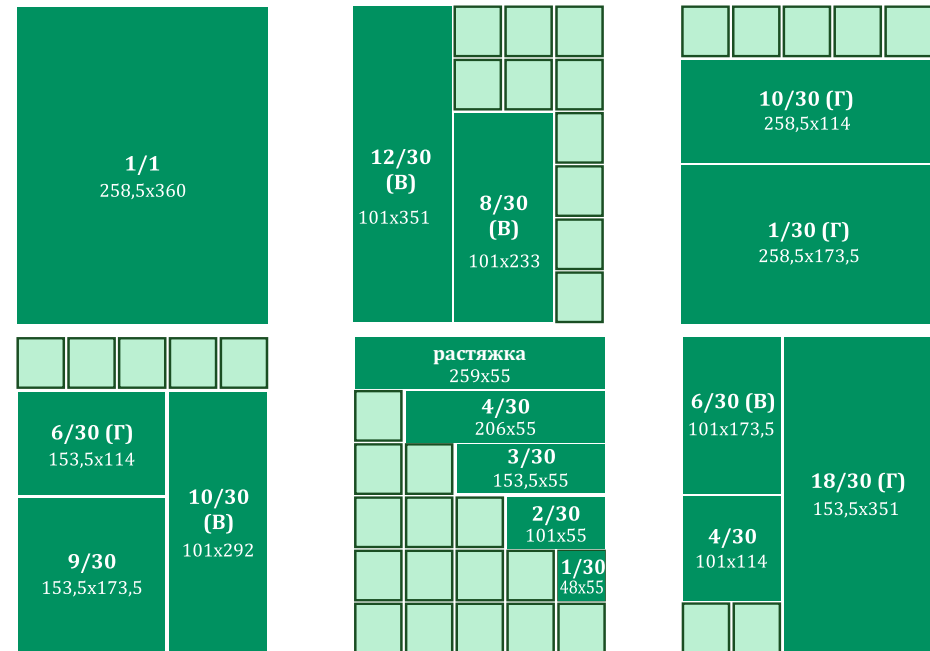 1/1
258,5x360
12/30
(В)
101x351
8/30
(В)
101x233
10/30 (Г)
258,5x114
1/30 (Г)
258,5x173,5
6/30 (Г)
153,5x114
9/30
153,5x173,5
10/30
(В)
101x292
растяжка
259x55
4/30
206x55
3/30
153,5x55
2/30
101x55
1/30
48x55
6/30 (В)
101x173,5
4/30
101x114
18/30 (Г)
153,5x351